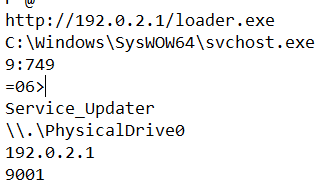 http://192.0.2.1/loader.exe
C:\Windows\SysWOW64\svchost.exe
9:749
=06>
Service_Updater
\\.\PhysicalDrive0
192.0.2.1
9001